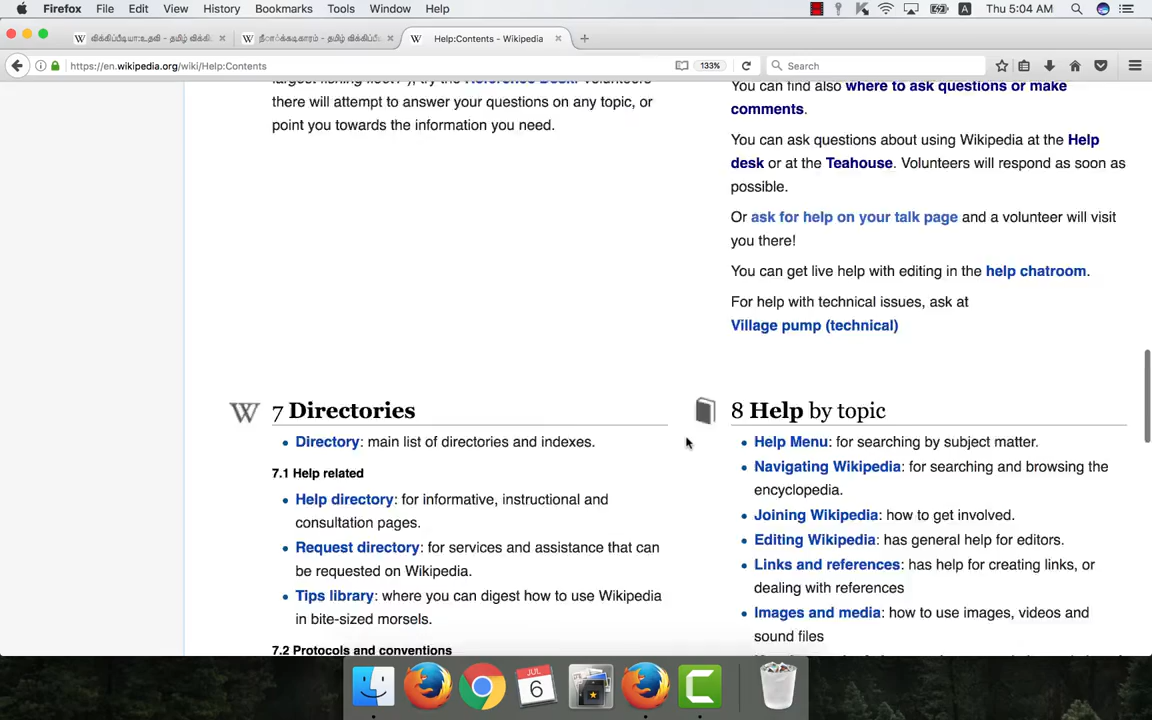 Firefox File Edit View History Bookmarks Tools Window Help Thu 5:04 AM
விக்கிப்பீடியா:உதவி - தமிழ் விக்கி
தமிழ் விக்கிப்பீ
Help:Contents - Wikipedia
https://en.wikipedia.org/wiki/Help:Contents 133% Search
there will attempt to answer your questions on any topic, or
point you towards the information you need.
You can find also where to ask questions or make
comments.
You can ask questions about using Wikipedia at the Help
desk or at the Teahouse. Volunteers will respond as soon as
possible.
Or ask for help on your talk page and a volunteer will visit
you there!
You can get live help with editing in the help chatroom.
For help with technical issues, ask at
Village pump (technical)
7 Directories
Directory: main list of directories and indexes.
7.1 Help related
Help directory: for informative, instructional and
consultation pages.
Request directory: for services and assistance that can
be requested on Wikipedia.
Tips library: where you can digest how to use Wikipedia
in bite-sized morsels.
7.2 Protocols and conventions
8 Help by topic
Help Menu: for searching by subject matter.
Navigating Wikipedia: for searching and browsing the
encyclopedia.
Joining Wikipedia: how to get involved.
Editing Wikipedia: has general help for editors.
Links and references: has help for creating links, or
dealing with references
Images and media: how to use images, videos and
sound files
JUL
6